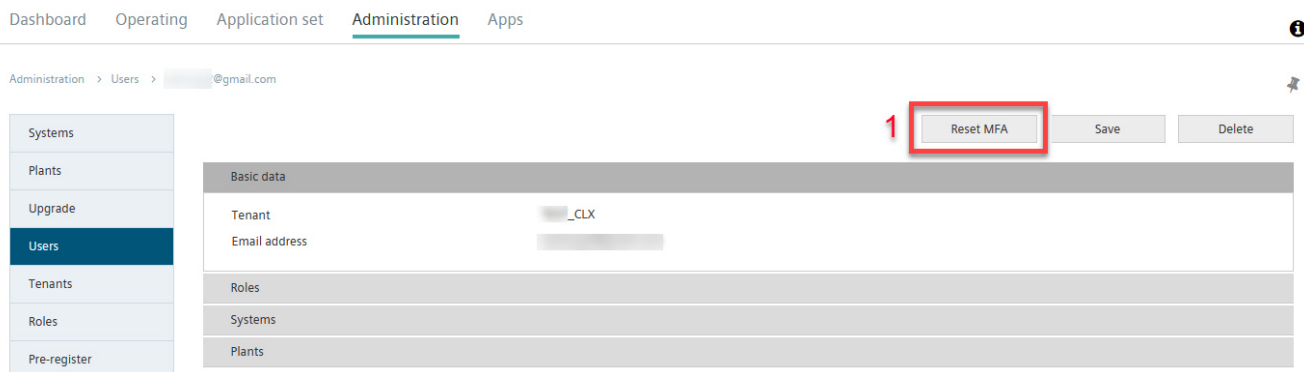 Dashboard Operating Application set Administration Apps
Administration > Users > @gmail.com
1 Reset MFA Save Delete
Systems
Plants
Upgrade
Users
Tenants
Roles
Pre-register
Basic data
Tenant _CLX
Email address
Roles
Systems
Plants